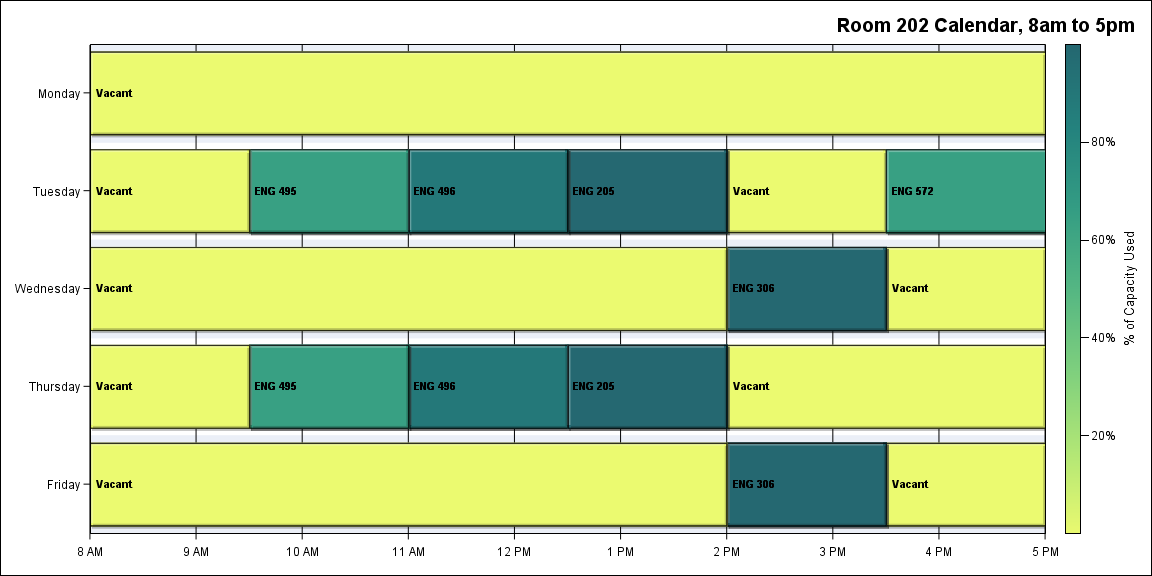 Room 202 Calendar, 8am to 5pm
Monday
Vacant
Tuesday
Vacant
ENG 495
ENG 496
ENG 205
Vacant
ENG 572
Wednesday
Vacant
ENG 306
Vacant
Thursday
Vacant
ENG 495
ENG 496
ENG 205
Vacant
Friday
Vacant
ENG 306
Vacant
8 AM
9 AM
10 AM
11 AM
12 PM
1 PM
2 PM
3 PM
4 PM
5 PM
80%
60%
40%
20%
% of Capacity Used